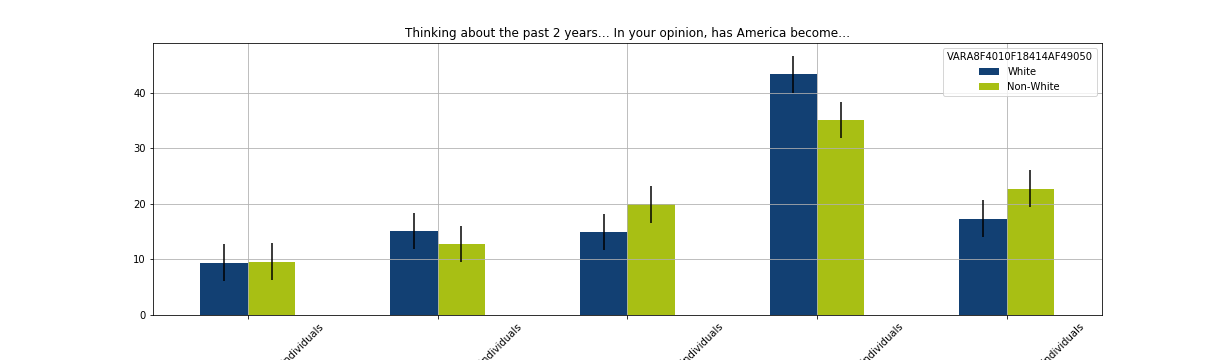 Thinking about the past 2 years... In your opinion, has America become...
VARA8F4010F18414AF49050
White
Non-White
40
30
20
10
0
individuals
individuals
individuals
individuals
individuals